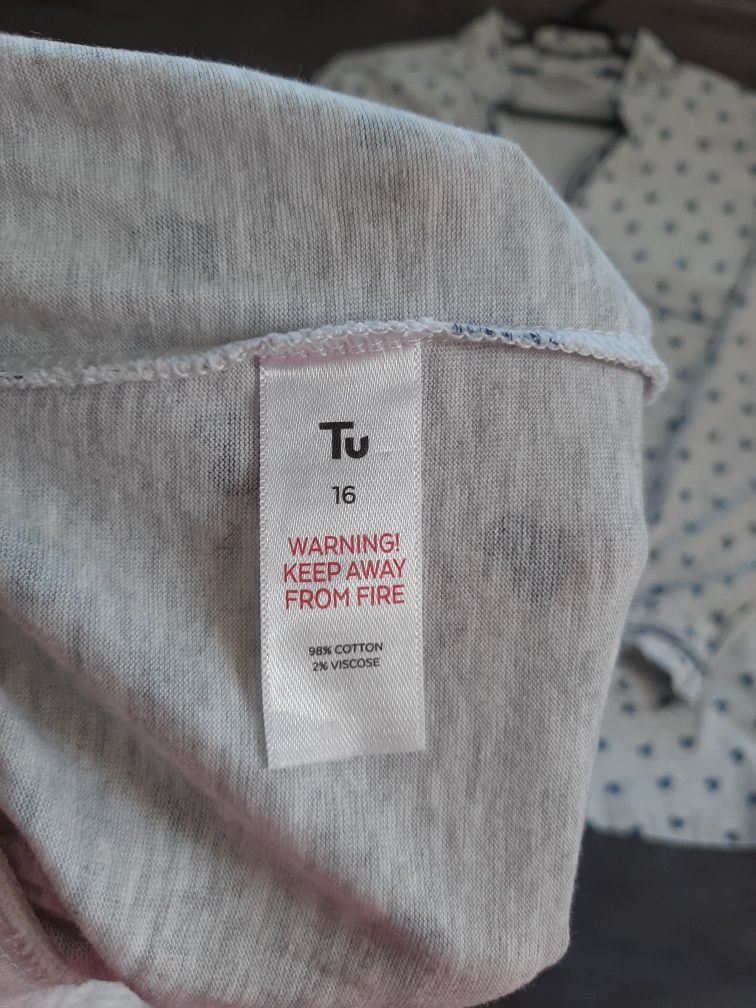 Tu
16
WARNING!
KEEP AWAY
FROM FIRE
98% COTTON
2% VISCOSE